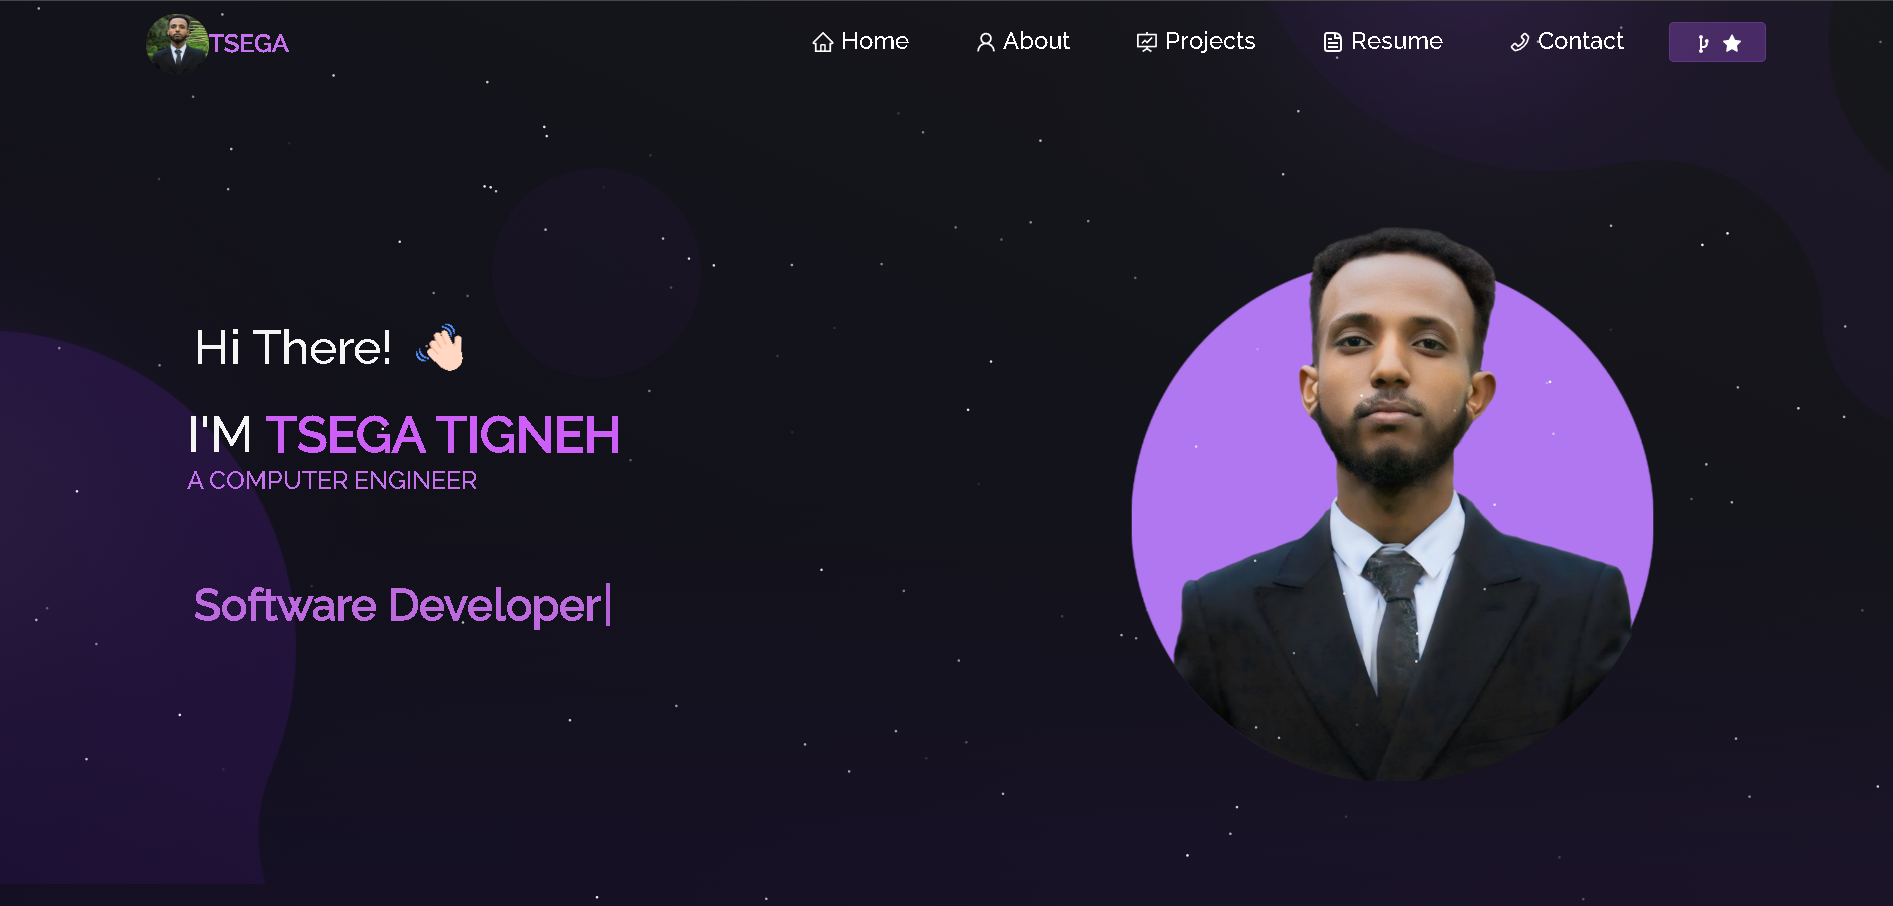 TSEGA
Home About Projects Resume Contact
Hi There! 👋🏻
I'M TSEGA TIGNEH
A COMPUTER ENGINEER
Software Developer|